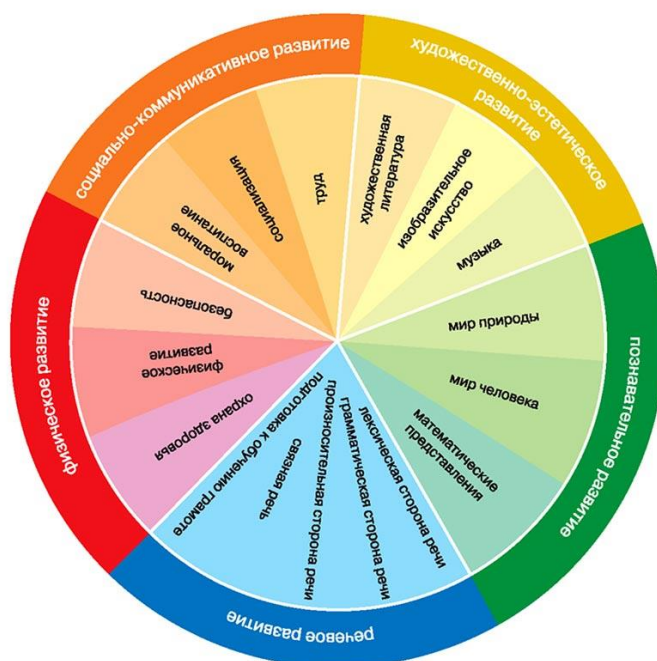 социально-коммуникативное развитие
художественно-эстетическое
развитие
познавательное развитие
речевое развитие
физическое развитие
моральное
воспитание
социализация
труд
художественная
литература
изобразительное
искусство
музыка
мир природы
мир человека
математические
представления
лексическая сторона речи
грамматическая сторона речи
произносительная сторона речи
связная речь
подготовка к обучению грамоте
охрана здоровья
физическое
развитие
безопасность